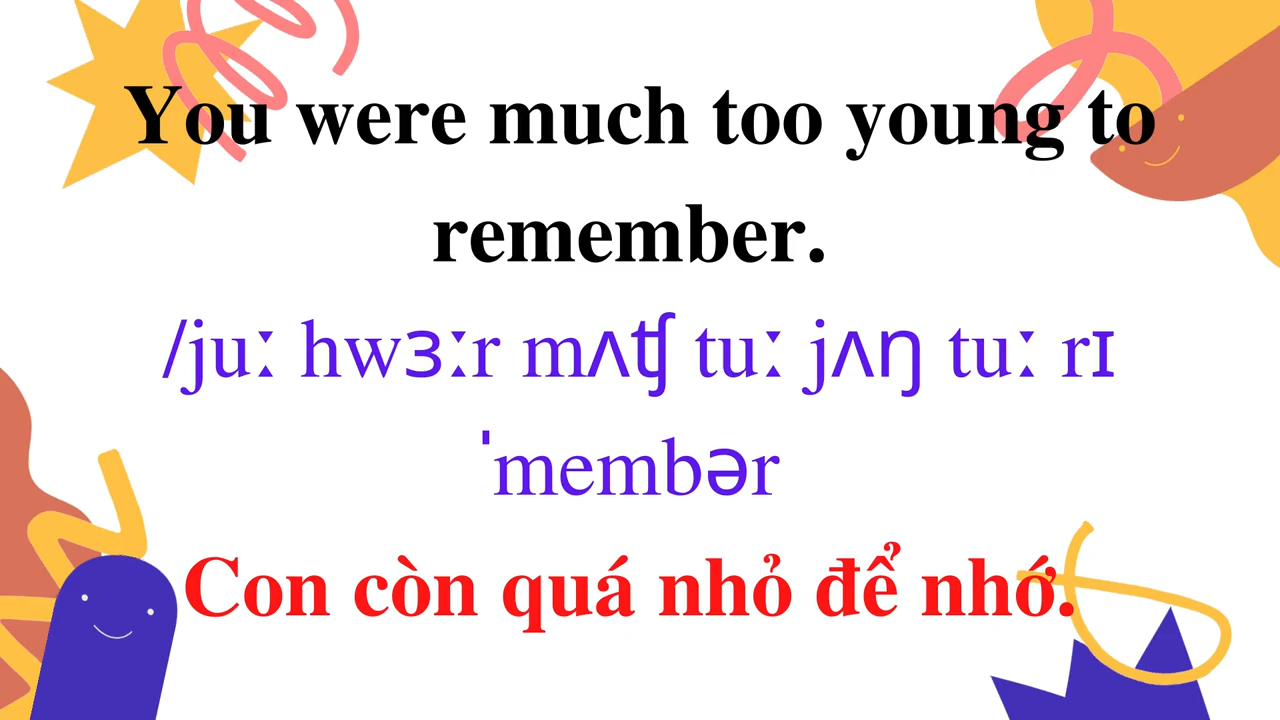 You were much too young to
remember.
/juː hwɜːr mʌʧ tuː jʌŋ tuː rɪ
ˈmembər
Con còn quá nhỏ để nhớ.